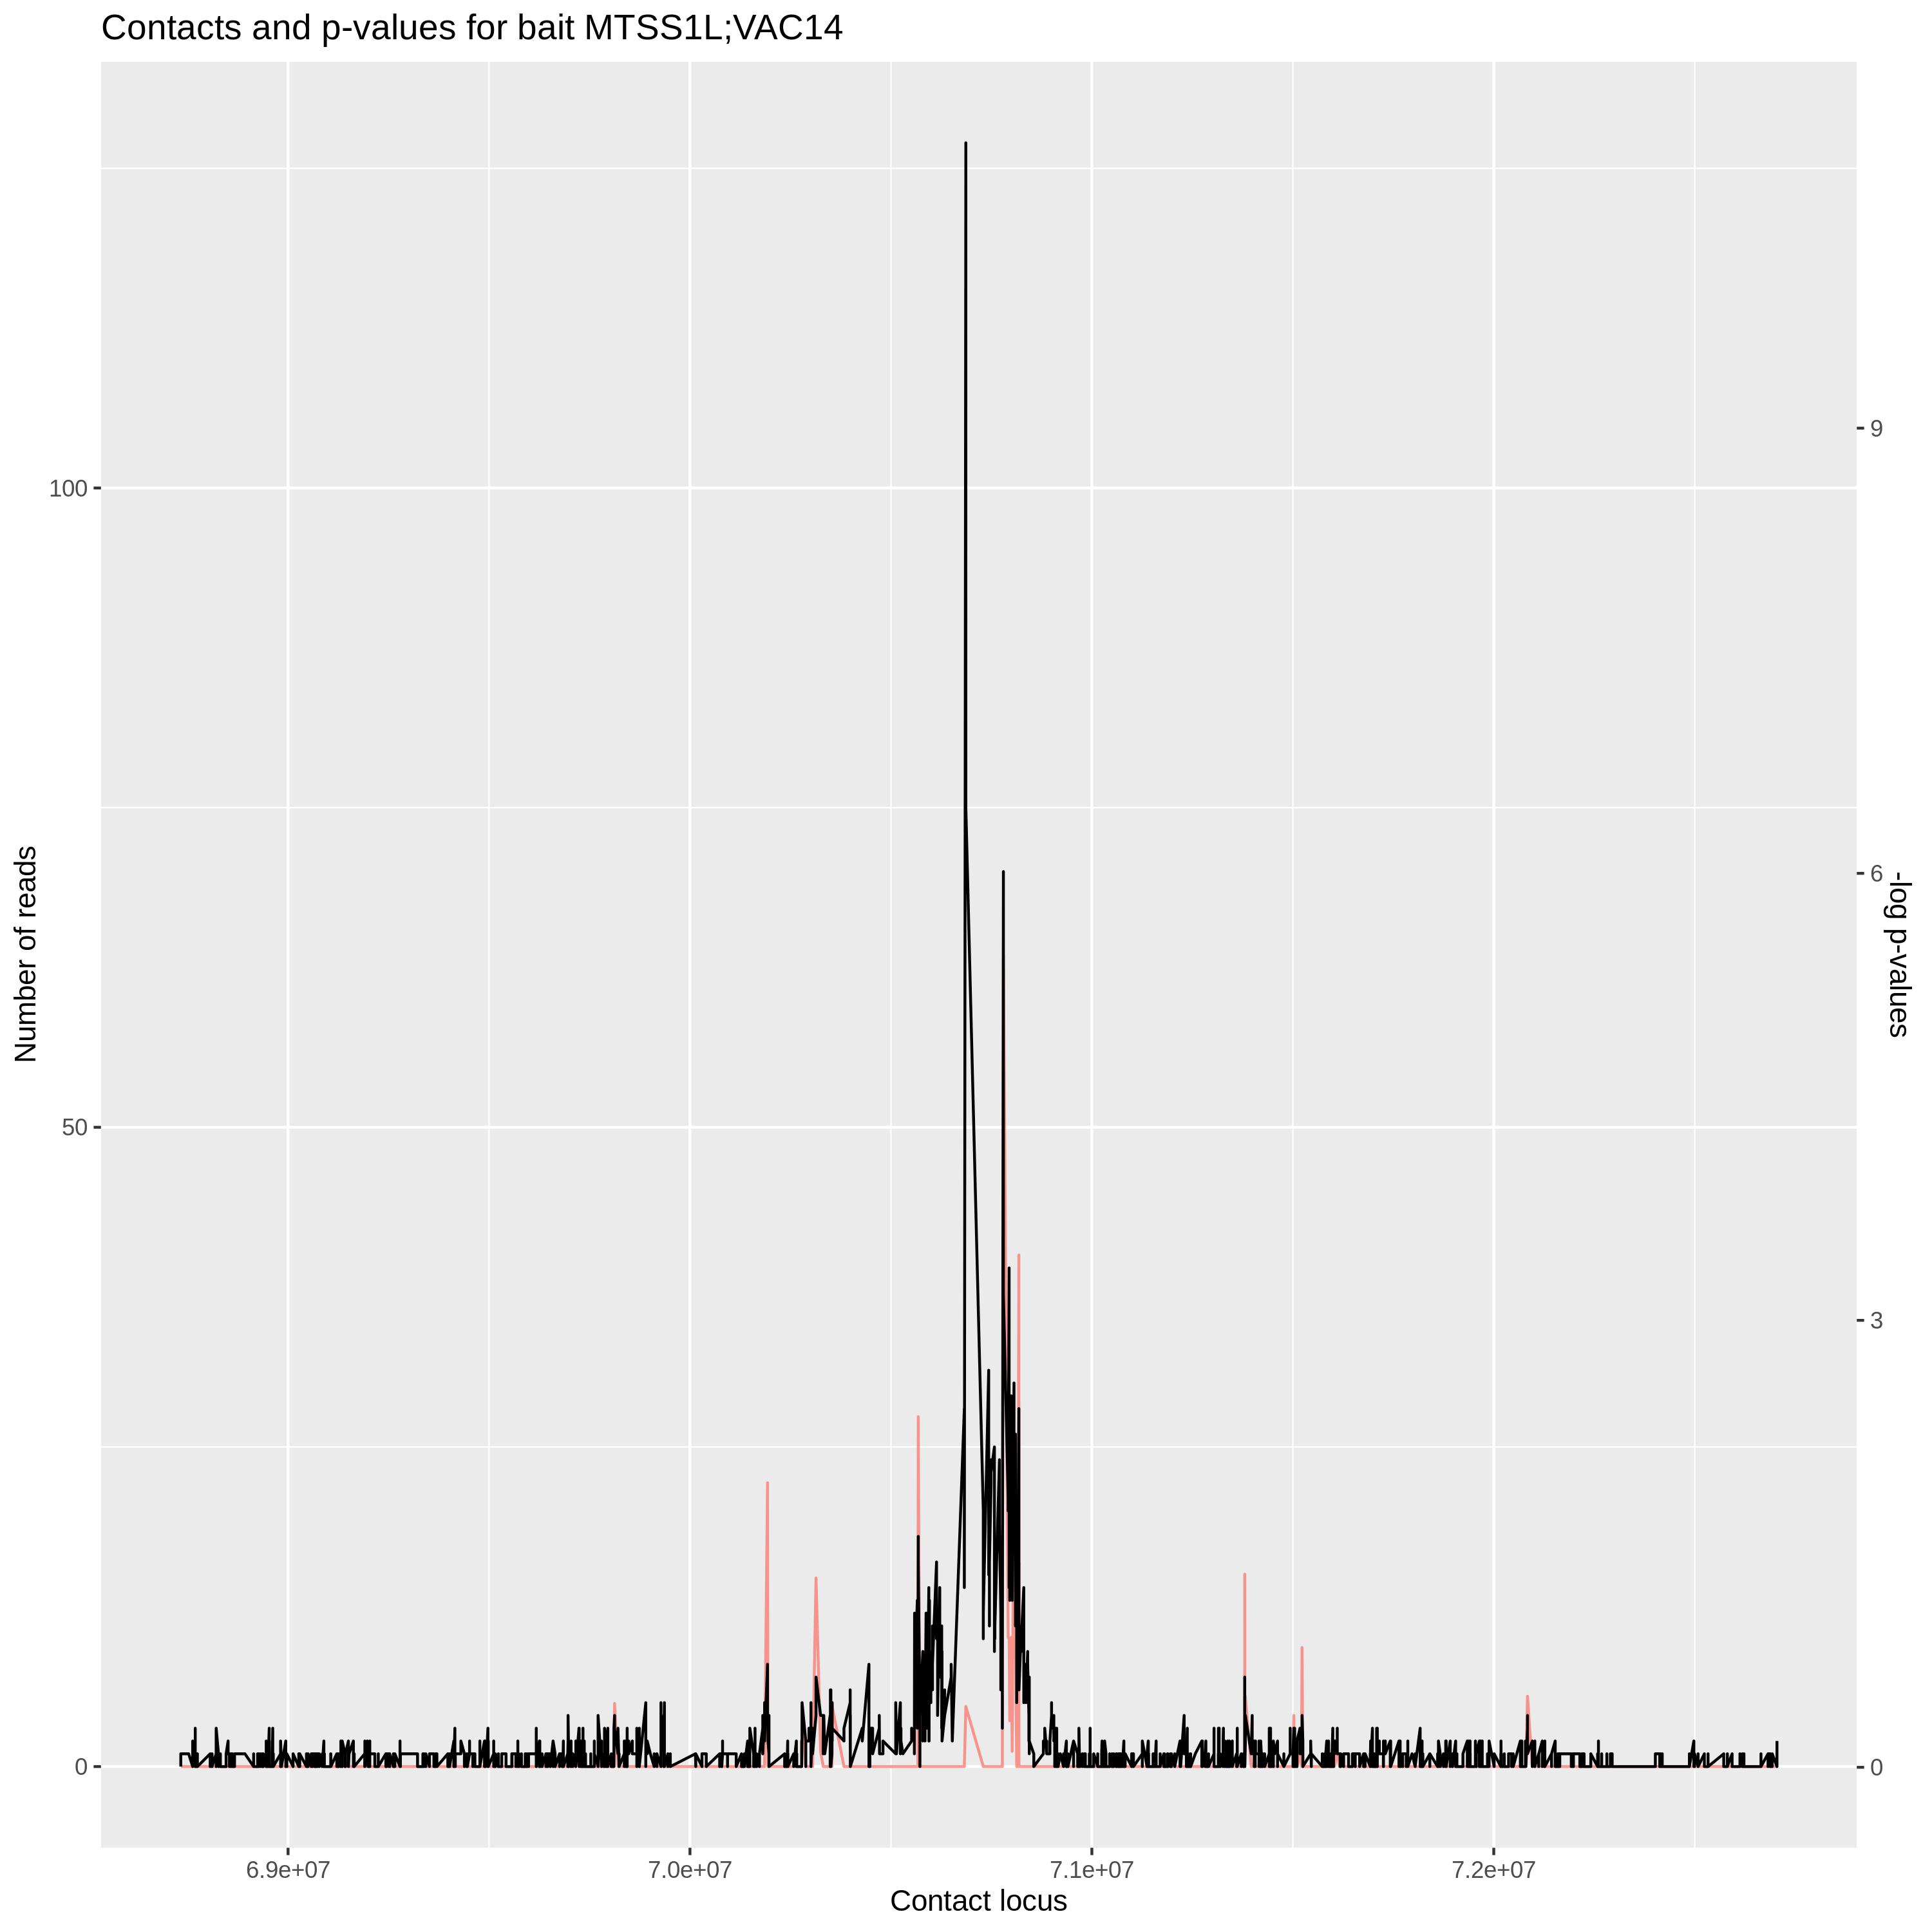 Contacts and p-values for bait MTSS1L;VAC14
Number of reads
100
50
0
9
6
3
0
-log p-values
6.9e+07
7.0e+07
7.1e+07
7.2e+07
Contact locus